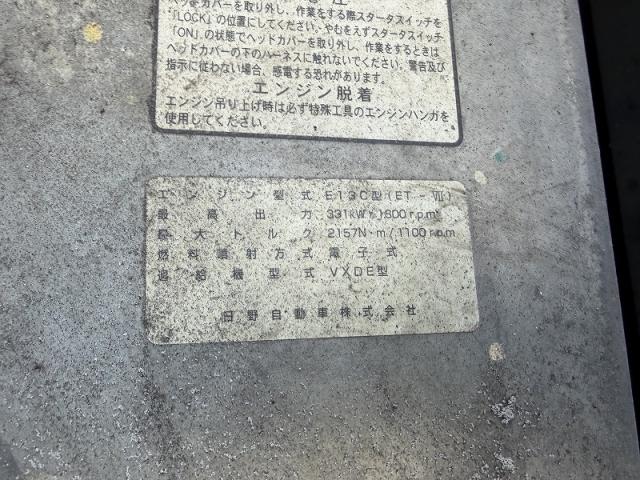 ヘッドカバーを取り外し、作業をする際スタータスイッチを
「LOCK」の位置にしてください。やむをえずスタータスイッチ
「ON」の状態でヘッドカバーを取り外し、作業をするときは
ヘッドカバーの下のハーネスに触れないでください。警告及び
指示に従わない場合、感電する恐れがあります。
エンジン脱着
エンジン吊り上げ時は必ず特殊工具のエンジンハンガを
使用してください。
エンジン型式 E13C型(ET-Ⅷ)
最高出力 331kW/1800r.p.m
最大トルク 2157N・m/1100r.p.m
燃料噴射方式 電子式
過給機型式 VXDE型
日野自動車株式会社